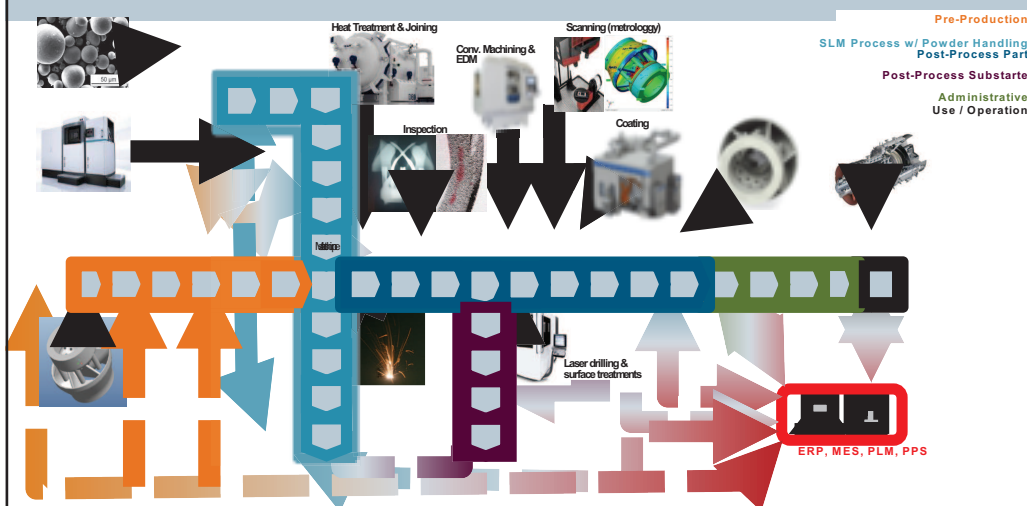 Pre-Production
SLM Process w/ Powder Handling
Post-Process Part
Post-Process Substarte
Administrative
Use / Operation
Heat Treatment & Joining
Conv. Machining &
EDM
Scanning (metrologgy)
50 µm
Inspection
Coating
Laser drilling &
surface treatments
ERP, MES, PLM, PPS